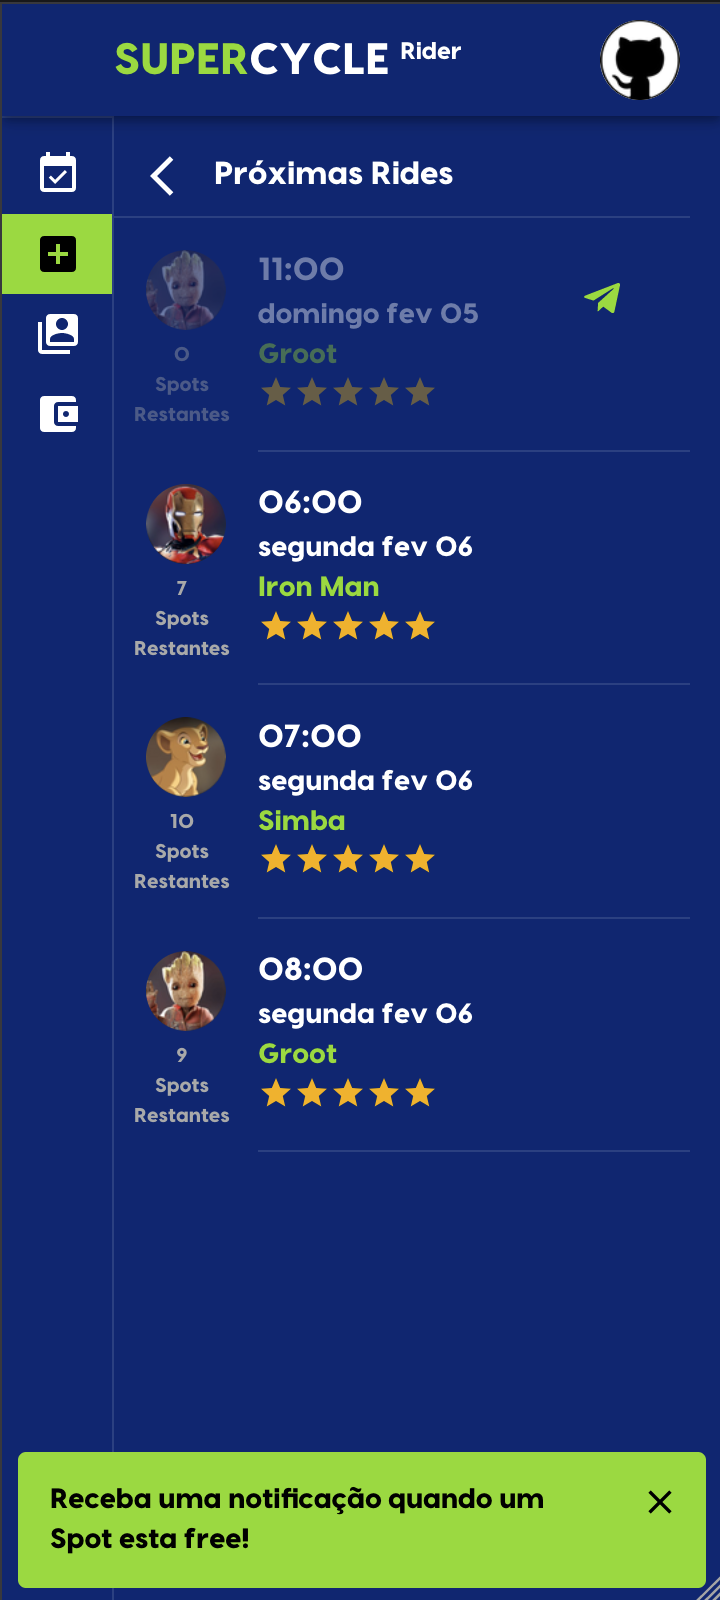 SUPERCYCLE Rider
Próximas Rides
11:00
domingo fev 05
Groot
0
Spots
Restantes
06:00
segunda fev 06
Iron Man
7
Spots
Restantes
07:00
segunda fev 06
Simba
10
Spots
Restantes
08:00
segunda fev 06
Groot
9
Spots
Restantes
Receba uma notificação quando um
Spot esta free!